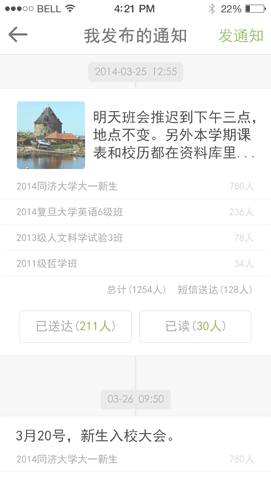 BELL 4:21 PM 22%
我发布的通知 发通知
2014-03-25 12:55
明天班会推迟到下午三点，
地点不变。另外本学期课
表和校历都在资料库里...
2014同济大学大一新生 780人
2014复旦大学英语6级班 236人
2013级人文科学试验3班 78人
2011级哲学班 34人
总计(1254人) 短信送达(128人)
已送达(211人) 已读(30人)
03-26 09:50
3月20号，新生入校大会。
2014同济大学大一新生 780人